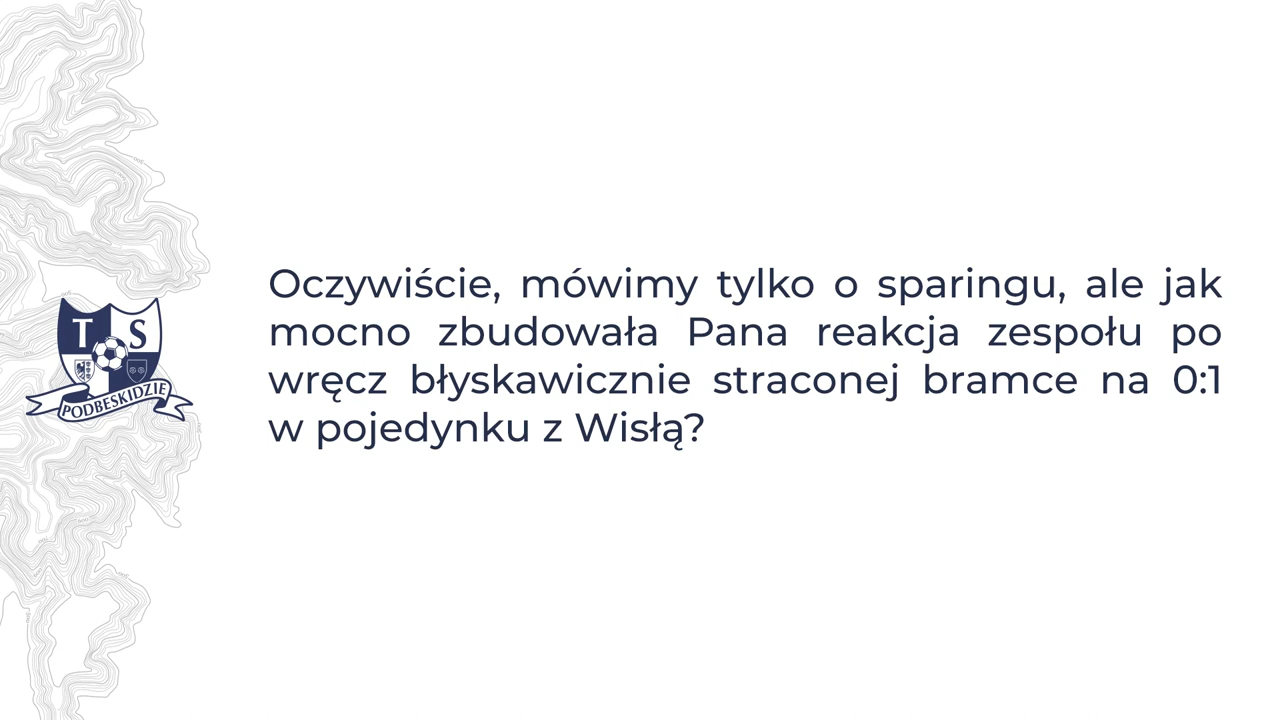 T S
PODBESKIDZIE
Oczywiście, mówimy tylko o sparingu, ale jak
mocno zbudowała Pana reakcja zespołu po
wręcz błyskawicznie straconej bramce na 0:1
w pojedynku z Wisłą?